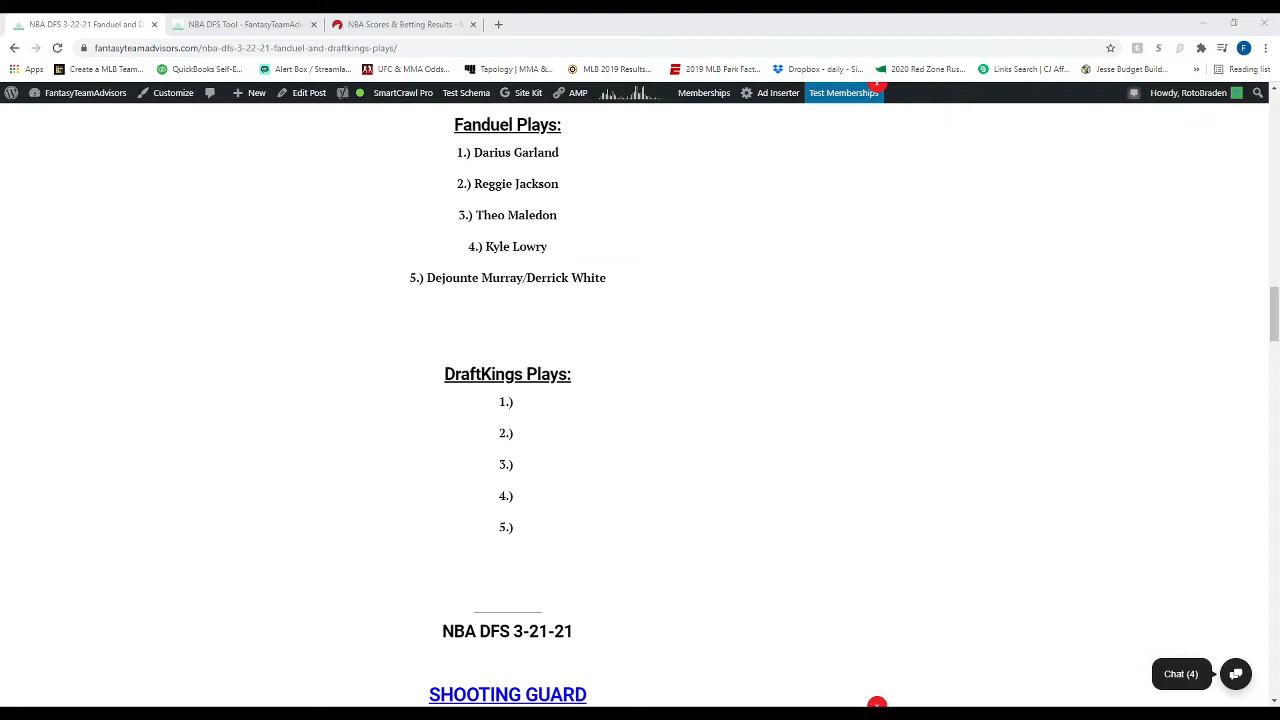 NBA DFS 3-22-21 Fanduel and D
NBA DFS Tool - FantasyTeamAdv
NBA Scores & Betting Results -
fantasyteamadvisors.com/nba-dfs-3-22-21-fanduel-and-draftkings-plays/
Apps
Create a MLB Team...
QuickBooks Self-E...
Alert Box / Streamla...
UFC & MMA Odds...
Tapology | MMA &...
MLB 2019 Results...
2019 MLB Park Fact...
Dropbox - daily - Si...
2020 Red Zone Rus...
Links Search | CJ Aff...
Jesse Budget Build...
Reading list
FantasyTeamAdvisors
Customize
New
Edit Post
SmartCrawl Pro
Test Schema
Site Kit
AMP
Memberships
Ad Inserter
Test Memberships
Howdy, RotoBraden
Fanduel Plays:
1.) Darius Garland
2.) Reggie Jackson
3.) Theo Maledon
4.) Kyle Lowry
5.) Dejounte Murray/Derrick White
DraftKings Plays:
1.)
2.)
3.)
4.)
5.)
NBA DFS 3-21-21
SHOOTING GUARD
Chat (4)